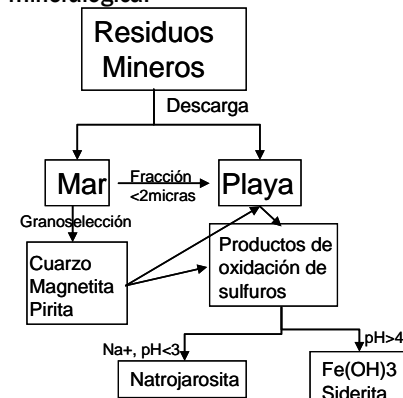 mineralógica.
Residuos
Mineros
Descarga
Mar
Fracción
<2micras
Playa
Granoselección
Cuarzo
Magnetita
Pirita
Productos de
oxidación de
sulfuros
Na+, pH<3
pH>4
Natrojarosita
Fe(OH)3
Siderita